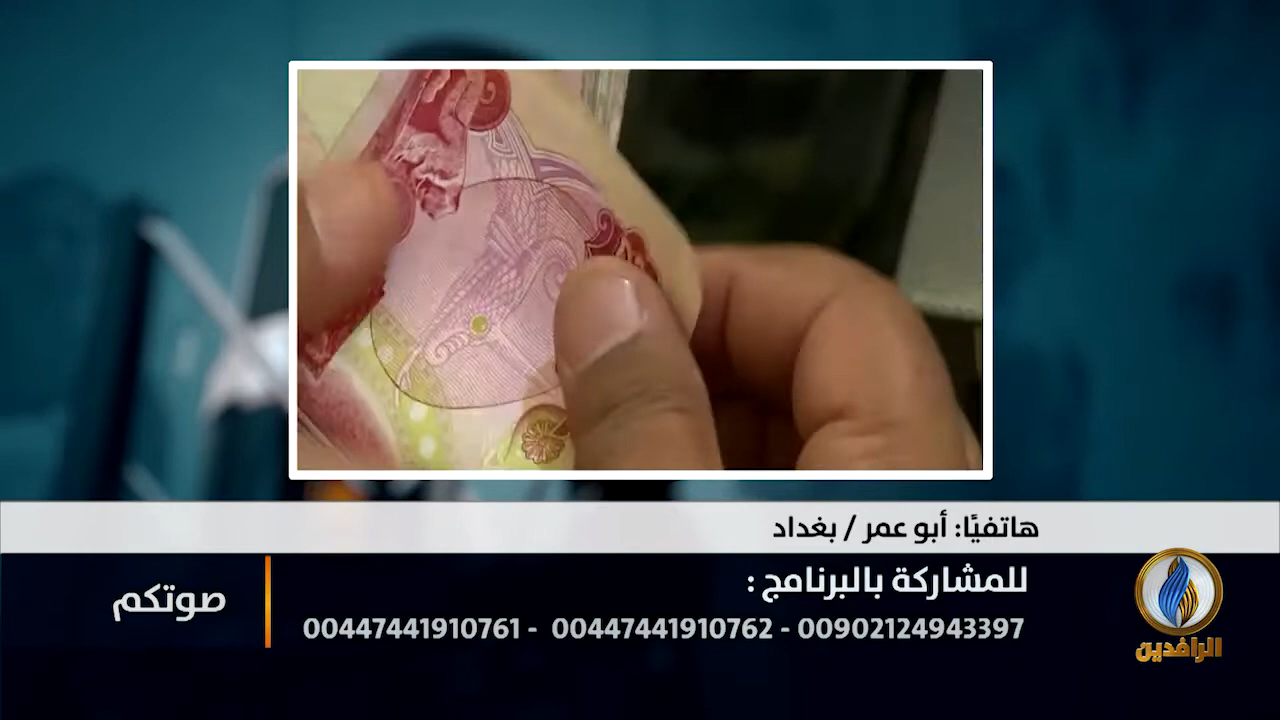 هاتفيًا: أبو عمر / بغداد
للمشاركة بالبرنامج :
00447441910761 - 00447441910762 - 00902124943397
صوتكم
الرافدين